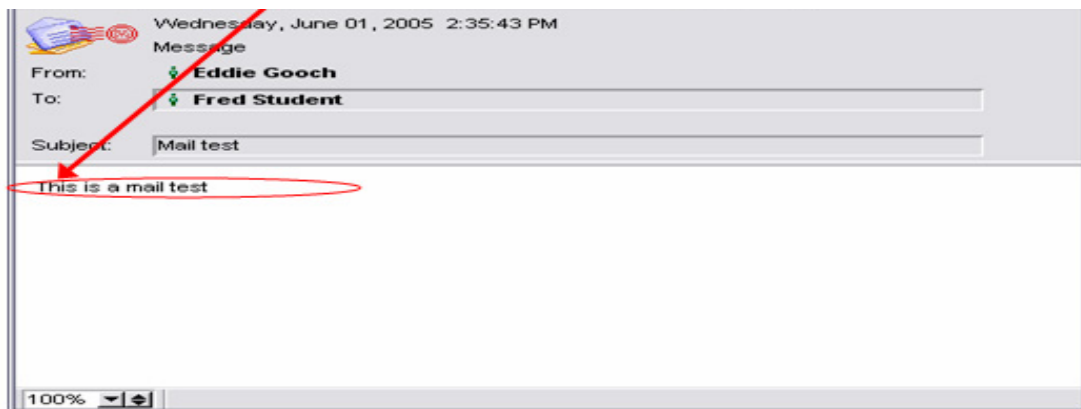 Wednesday, June 01, 2005 2:35:43 PM
Message
From: Eddie Gooch
To: Fred Student
Subject: Mail test
This is a mail test
100%